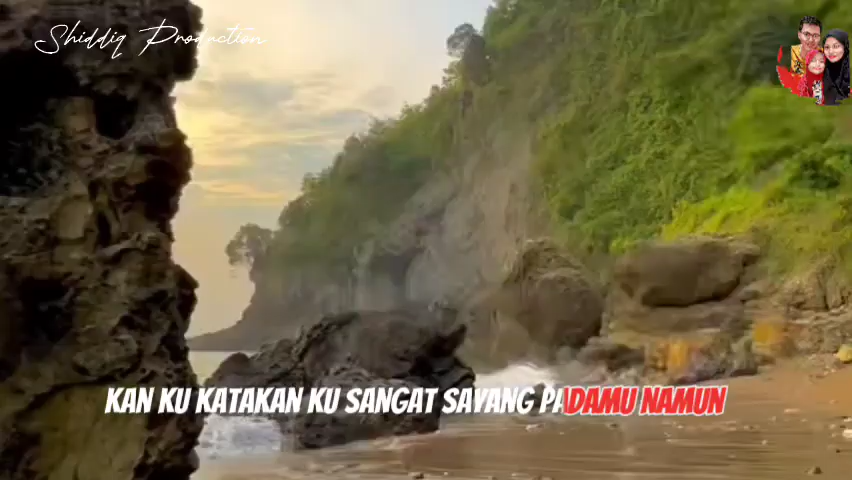 Shiddiq Production
KAN KU KATAKAN KU SANGAT SAYANG PADAMU NAMUN